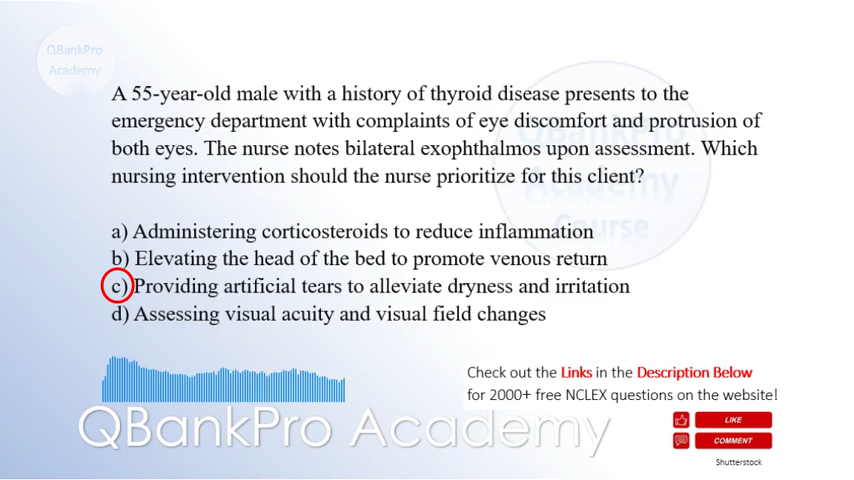 QBankPro
Academy
A 55-year-old male with a history of thyroid disease presents to the
emergency department with complaints of eye discomfort and protrusion of
both eyes. The nurse notes bilateral exophthalmos upon assessment. Which
nursing intervention should the nurse prioritize for this client?
QBankPro
Academy
Course
a) Administering corticosteroids to reduce inflammation
b) Elevating the head of the bed to promote venous return
c) Providing artificial tears to alleviate dryness and irritation
d) Assessing visual acuity and visual field changes
Check out the Links in the Description Below
for 2000+ free NCLEX questions on the website!
QBankPro Academy
LIKE
COMMENT
Shutterstock